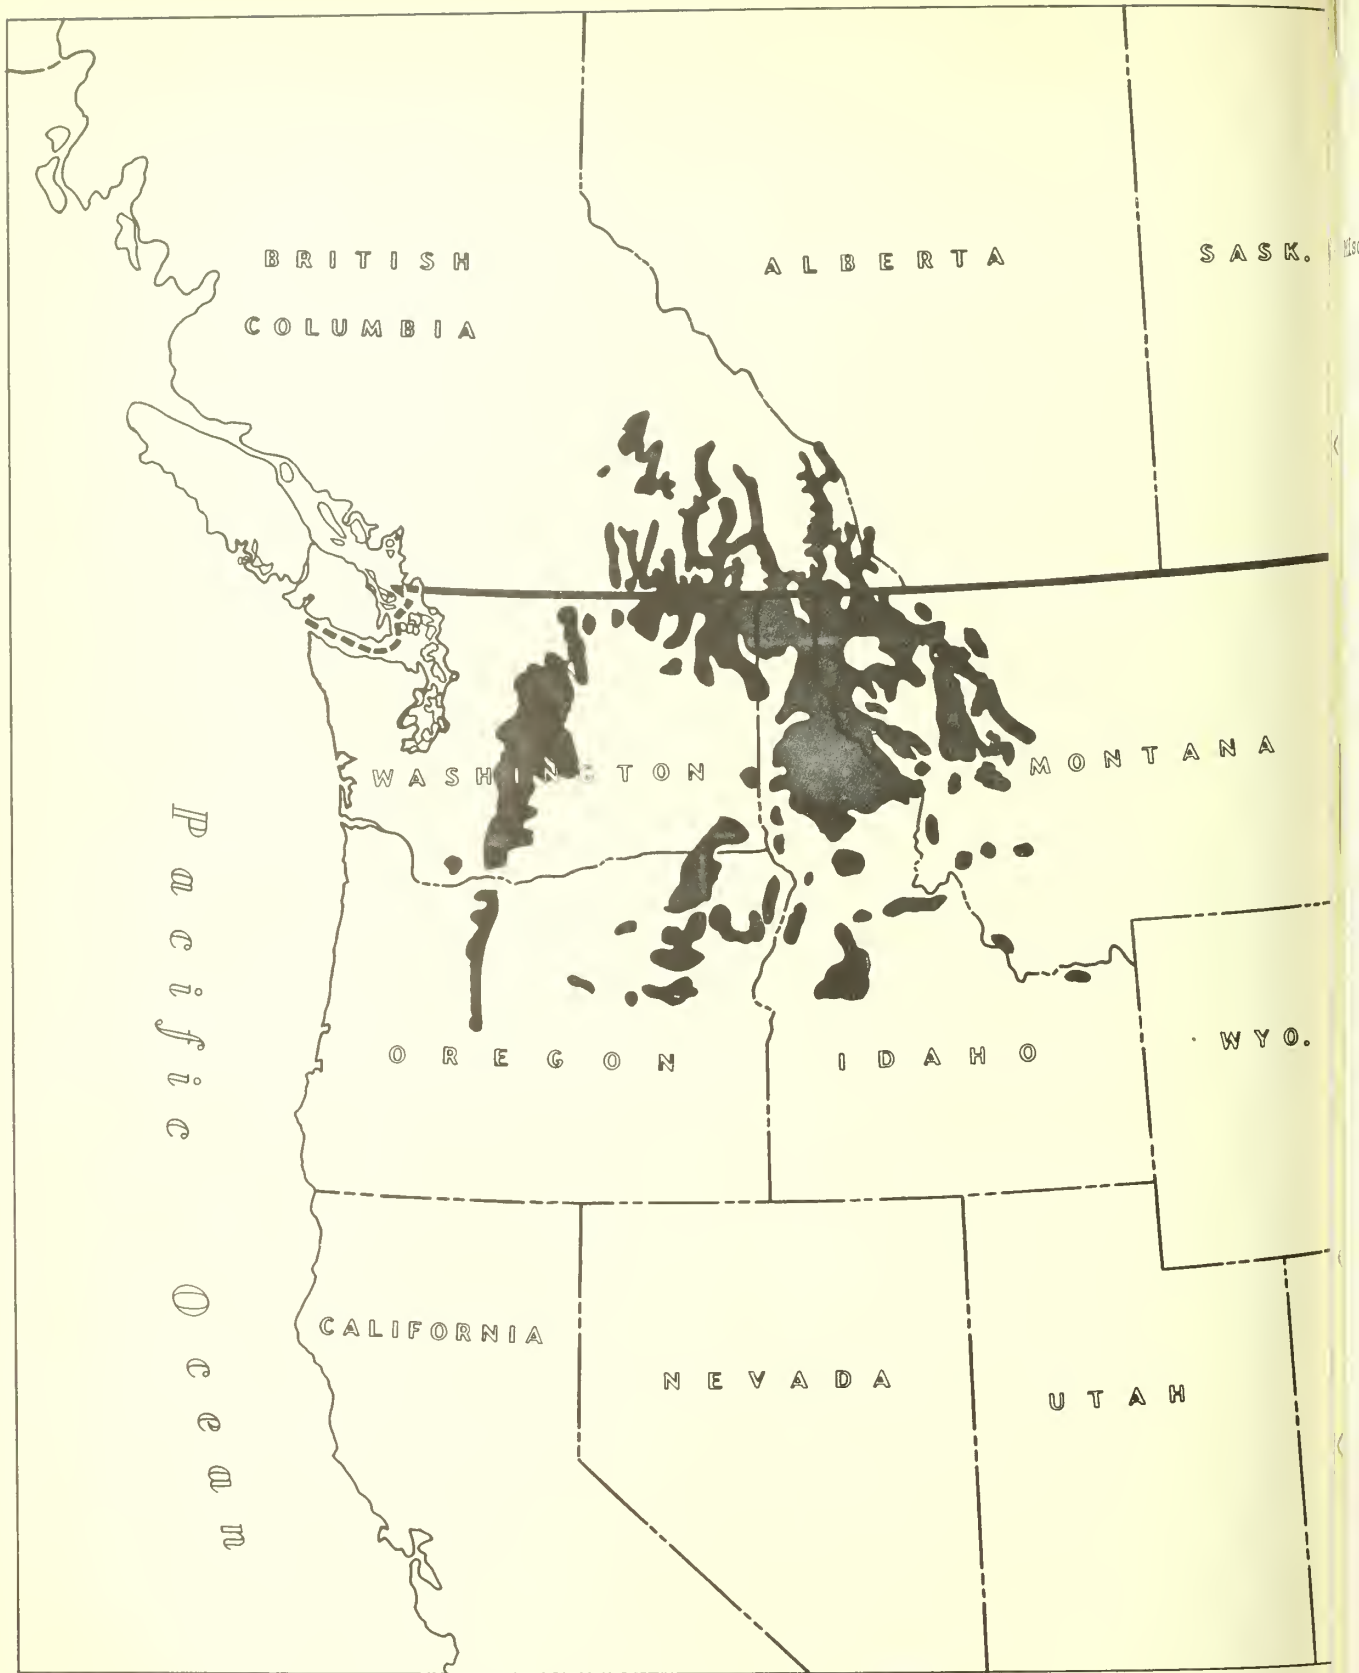 BRITISH
COLUMBIA
ALBERTA
SASK.
WASHINGTON
MONTANA
Pacific
OREGON
IDAHO
WYO.
Ocean
CALIFORNIA
NEVADA
UTAH